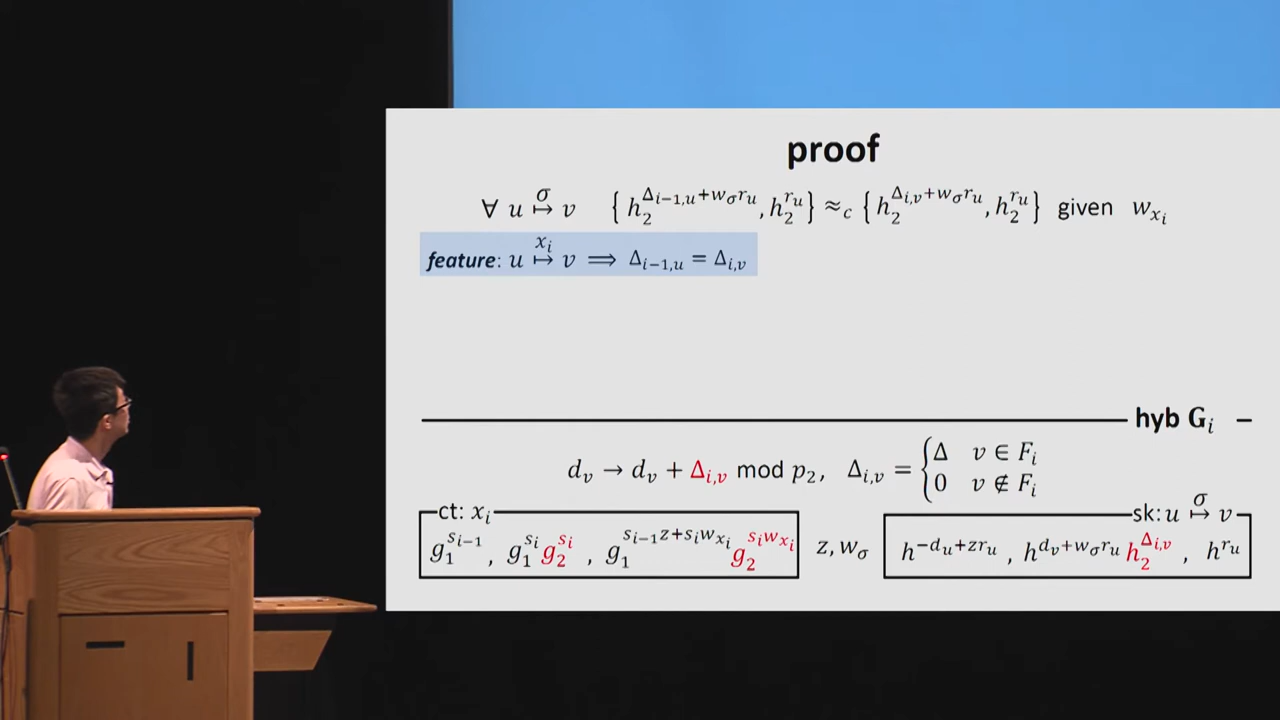 proof
∀ u ↦^σ v { h_2^{Δ_{i−1,u}+w_σ r_u}, h_2^{r_u} } ≈_c { h_2^{Δ_{i,v}+w_σ r_u}, h_2^{r_u} } given w_{x_i}
feature: u ↦^{x_i} v ⟹ Δ_{i−1,u} = Δ_{i,v}
hyb G_i
d_v → d_v + Δ_{i,v} mod p_2, Δ_{i,v} = { Δ v ∈ F_i
0 v ∉ F_i
ct: x_i
g_1^{s_{i−1}} , g_1^{s_i} g_2^{s_i} , g_1^{s_{i−1}z+s_i w_{x_i}} g_2^{s_i w_{x_i}}
z, w_σ
sk: u ↦^σ v
h^{−d_u+zr_u} , h^{d_v+w_σ r_u} h_2^{Δ_{i,v}} , h^{r_u}